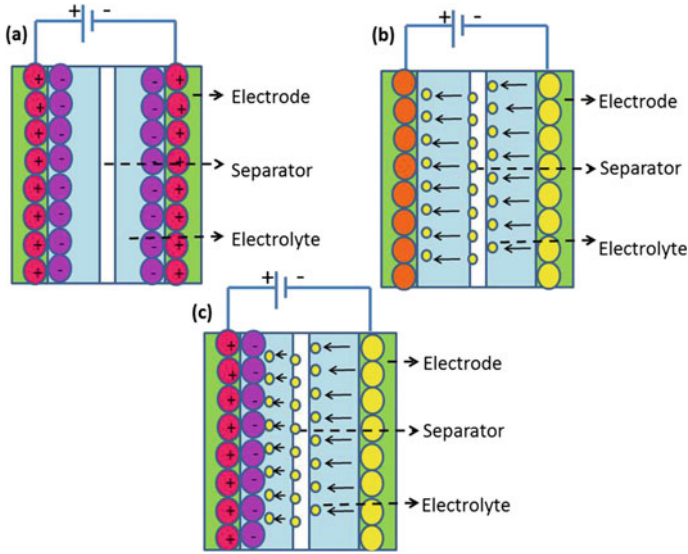 (a)
+ -
Electrode
Separator
Electrolyte
(b)
+ -
Electrode
Separator
Electrolyte
(c)
+ -
Electrode
Separator
Electrolyte